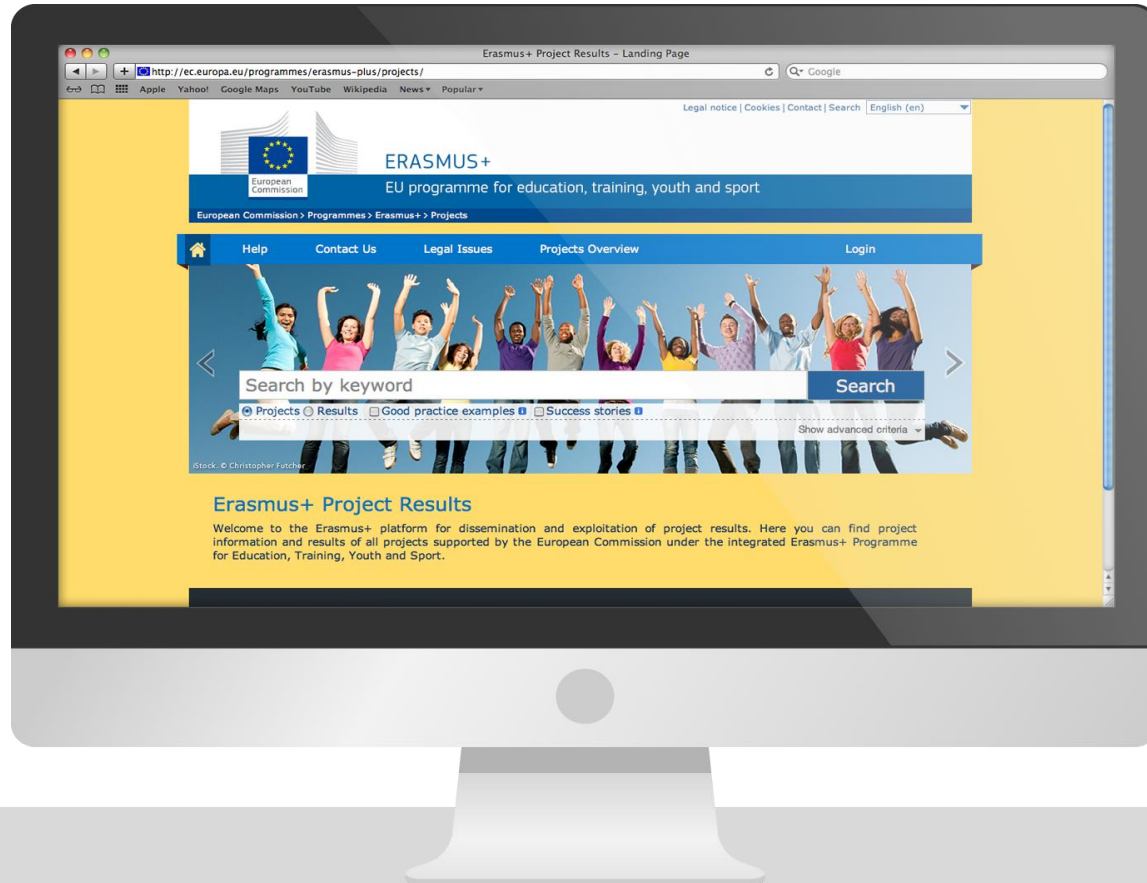 Erasmus+ Project Results – Landing Page
http://ec.europa.eu/programmes/erasmus-plus/projects/
Google
Apple Yahoo! Google Maps YouTube Wikipedia News Popular
Legal notice | Cookies | Contact | Search English (en)
ERASMUS+
European
Commission
EU programme for education, training, youth and sport
European Commission > Programmes > Erasmus+ > Projects
Help Contact Us Legal Issues Projects Overview Login
Search by keyword Search
Projects Results Good practice examples Success stories
Show advanced criteria
iStock. © Christopher Futcher
Erasmus+ Project Results
Welcome to the Erasmus+ platform for dissemination and exploitation of project results. Here you can find project
information and results of all projects supported by the European Commission under the integrated Erasmus+ Programme
for Education, Training, Youth and Sport.